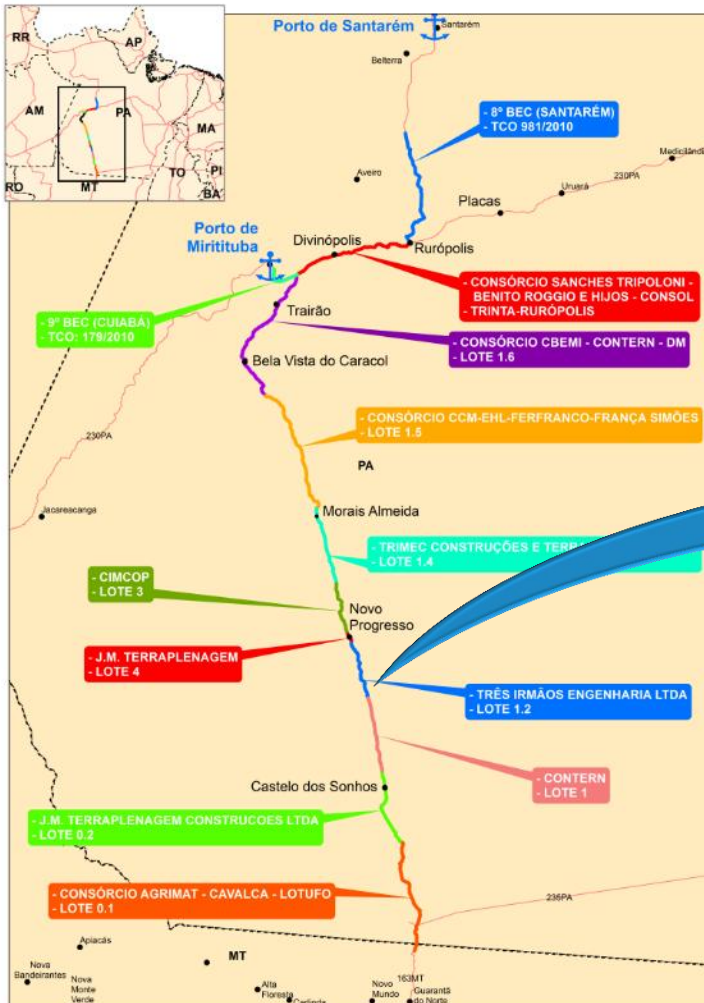 RR
AP
AM
PA
MA
RO
MT
TO
PI
BA
Porto de Santarém
Santarém
Belterra
- 8º BEC (SANTARÉM)
- TCO 981/2010
Medicilândia
Aveiro
Uruará
230PA
Placas
Porto de
Miritituba
Divinópolis
Rurópolis
- CONSÓRCIO SANCHES TRIPOLONI -
BENITO ROGGIO E HIJOS - CONSOL
- TRINTA-RURÓPOLIS
- 9º BEC (CUIABÁ)
- TCO: 179/2010
Trairão
- CONSÓRCIO CBEMI - CONTERN - DM
- LOTE 1.6
Bela Vista do Caracol
- CONSÓRCIO CCM-EHL-FERFRANCO-FRANÇA SIMÕES
- LOTE 1.5
230PA
PA
Jacareacanga
Morais Almeida
- TRIMEC CONSTRUÇÕES E
- LOTE 1.4
- CIMCOP
- LOTE 3
Novo
Progresso
- J.M. TERRAPLENAGEM
- LOTE 4
- TRÊS IRMÃOS ENGENHARIA LTDA
- LOTE 1.2
- CONTERN
- LOTE 1
Castelo dos Sonhos
- J.M. TERRAPLENAGEM CONSTRUCOES LTDA
- LOTE 0.2
- CONSÓRCIO AGRIMAT - CAVALCA - LOTUFO
- LOTE 0.1
235PA
Apiacás
MT
Nova
Bandeirantes
Nova
Monte
Verde
Alta
Floresta
163MT
Novo
Mundo
Guarantã
do Norte